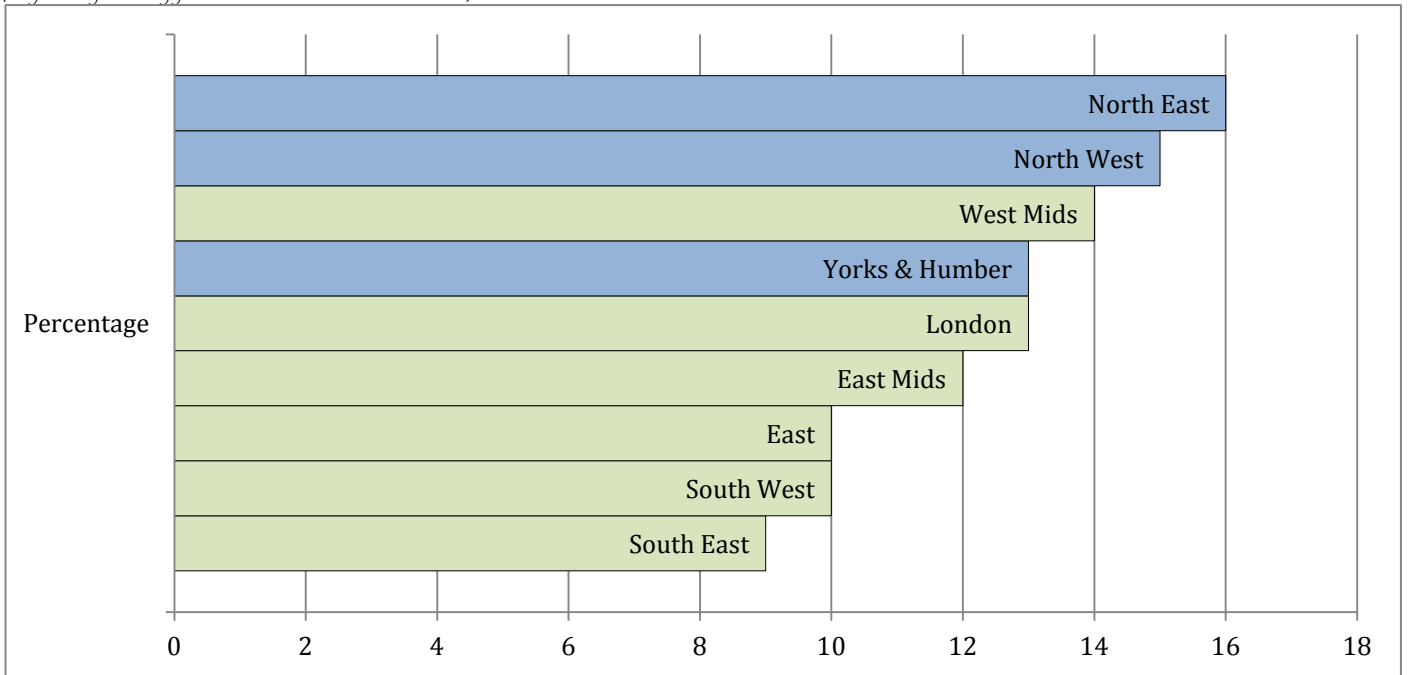 North East
North West
West Mids
Yorks & Humber
Percentage
London
East Mids
East
South West
South East
0 2 4 6 8 10 12 14 16 18